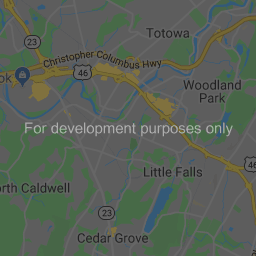 Totowa
23
Christopher Columbus Hwy
ok
46
Woodland
Park
For development purposes only
Little Falls
46
orth Caldwell
23
Cedar Grove